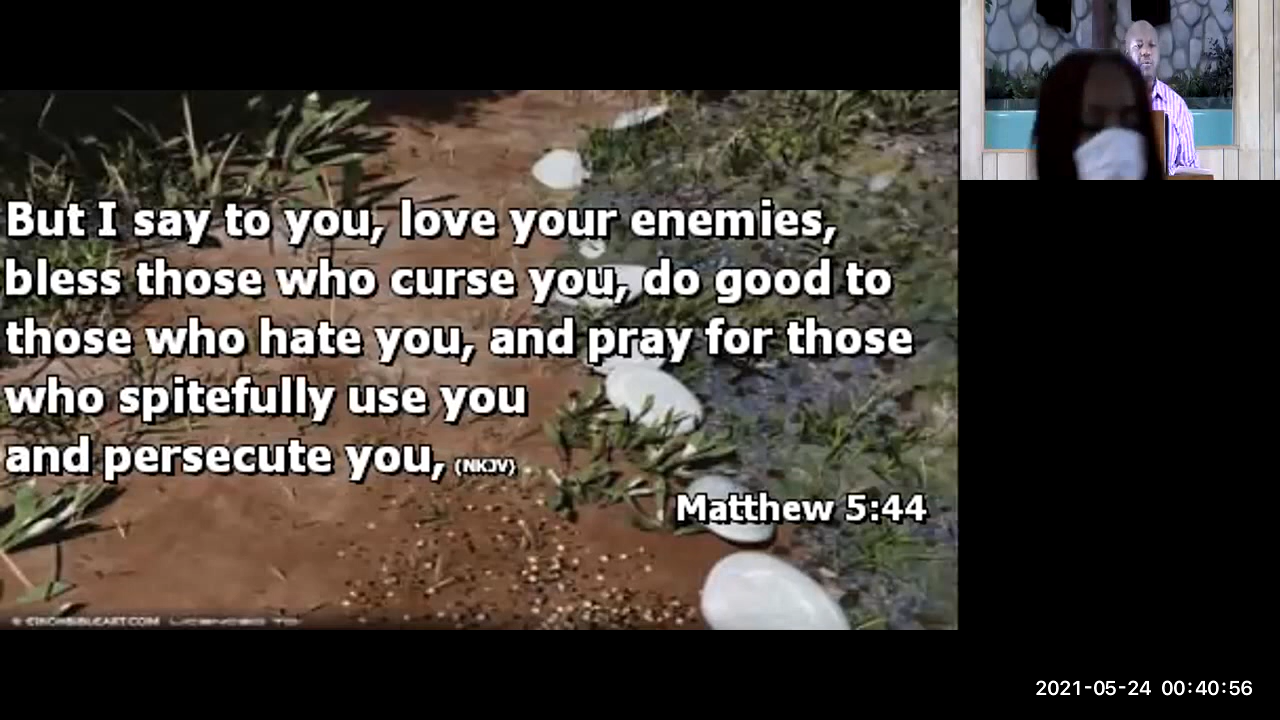 But I say to you, love your enemies,
bless those who curse you, do good to
those who hate you, and pray for those
who spitefully use you
and persecute you, (NKJV)
Matthew 5:44
LICENCED TO
2021-05-24 00:40:56